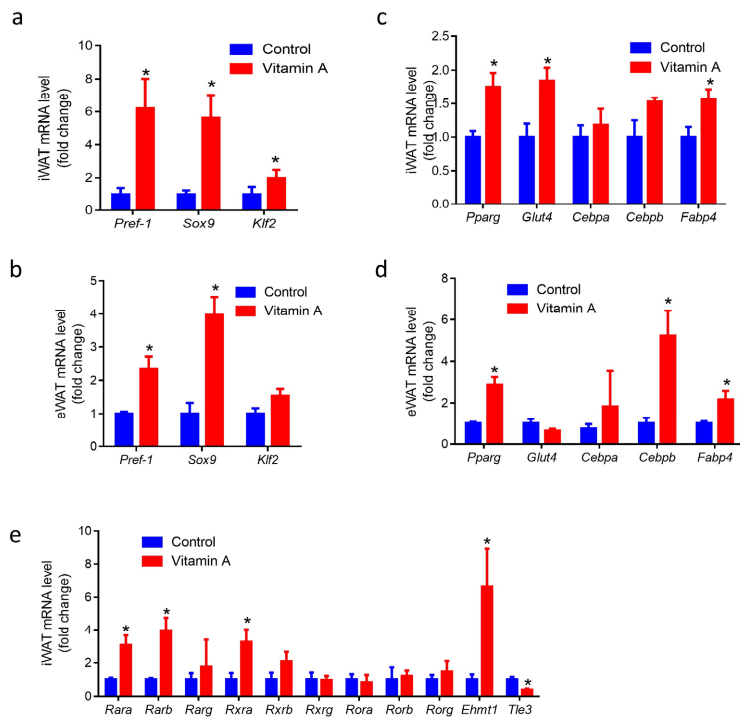 a
iWAT mRNA level
(fold change)
10
8
6
4
2
0
Control
Vitamin A
*
*
*
Pref-1 Sox9 Klf2
b
eWAT mRNA level
(fold change)
5
4
3
2
1
0
Control
Vitamin A
*
*
Pref-1 Sox9 Klf2
c
iWAT mRNA level
(fold change)
2.5
2.0
1.5
1.0
0.5
0.0
Control
Vitamin A
*
*
*
Pparg Glut4 Cebpa Cebpb Fabp4
d
eWAT mRNA level
(fold change)
8
6
4
2
0
Control
Vitamin A
*
*
*
Pparg Glut4 Cebpa Cebpb Fabp4
e
iWAT mRNA level
(fold change)
10
8
6
4
2
0
Control
Vitamin A
*
*
*
*
*
Rara Rarb Rarg Rxra Rxrb Rxrg Rora Rorb Rorg Ehmt1 Tle3